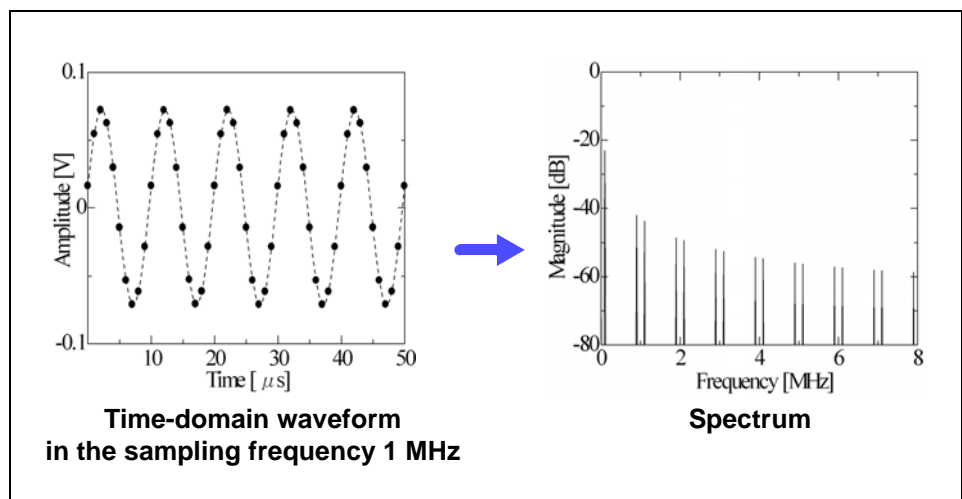 0.1
0
-0.1
Amplitude [V]
10
20
30
40
50
Time [ μs]
Time-domain waveform
in the sampling frequency 1 MHz
0
-20
-40
-60
-80
Magnitude [dB]
0
2
4
6
8
Frequency [MHz]
Spectrum